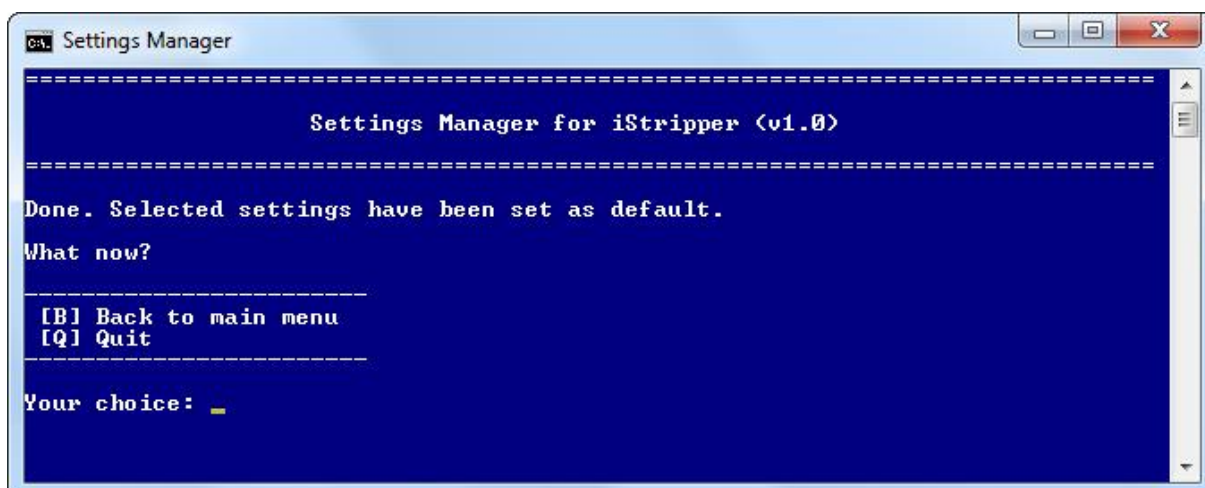 Settings Manager
================================================================================
Settings Manager for iStripper (v1.0)
================================================================================
Done. Selected settings have been set as default.
What now?
------------------------
[B] Back to main menu
[Q] Quit
------------------------
Your choice: _